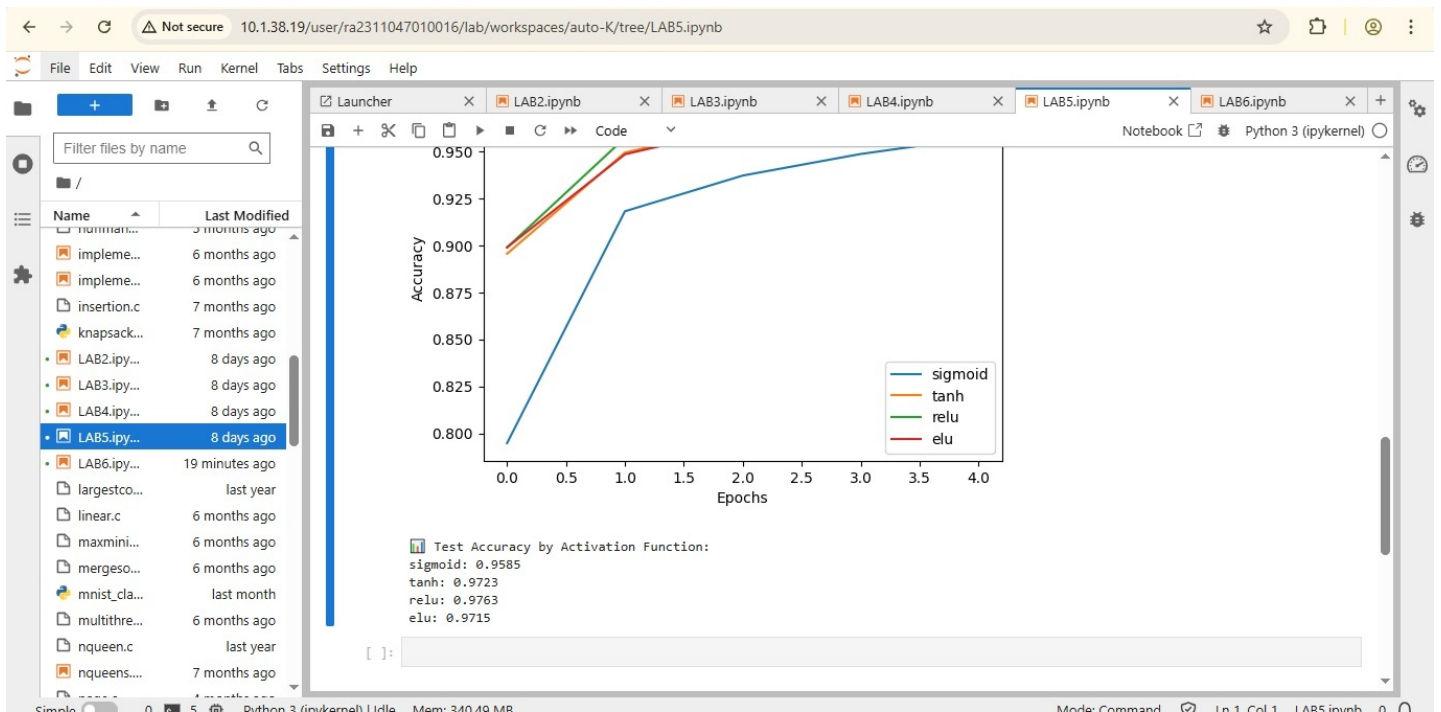 Not secure 10.1.38.19/user/ra2311047010016/lab/workspaces/auto-K/tree/LAB5.ipynb
File Edit View Run Kernel Tabs Settings Help
Launcher LAB2.ipynb LAB3.ipynb LAB4.ipynb LAB5.ipynb LAB6.ipynb
Code Notebook Python 3 (ipykernel)
Filter files by name
/
Name Last Modified
impleme... 6 months ago
impleme... 6 months ago
insertion.c 7 months ago
knapsack... 7 months ago
LAB2.ipy... 8 days ago
LAB3.ipy... 8 days ago
LAB4.ipy... 8 days ago
LAB5.ipy... 8 days ago
LAB6.ipy... 19 minutes ago
largestco... last year
linear.c 6 months ago
maxmini... 6 months ago
mergeso... 6 months ago
mnist_cla... last month
multithre... 6 months ago
nqueen.c last year
nqueens.... 7 months ago
0.950
0.925
0.900
0.875
0.850
0.825
0.800
Accuracy
sigmoid
tanh
relu
elu
0.0 0.5 1.0 1.5 2.0 2.5 3.0 3.5 4.0
Epochs
Test Accuracy by Activation Function:
sigmoid: 0.9585
tanh: 0.9723
relu: 0.9763
elu: 0.9715
[ ]:
Simple 0 5 Python 3 (ipykernel) | Idle Mem: 340.49 MB Mode: Command Ln 1, Col 1 LAB5.ipynb 0